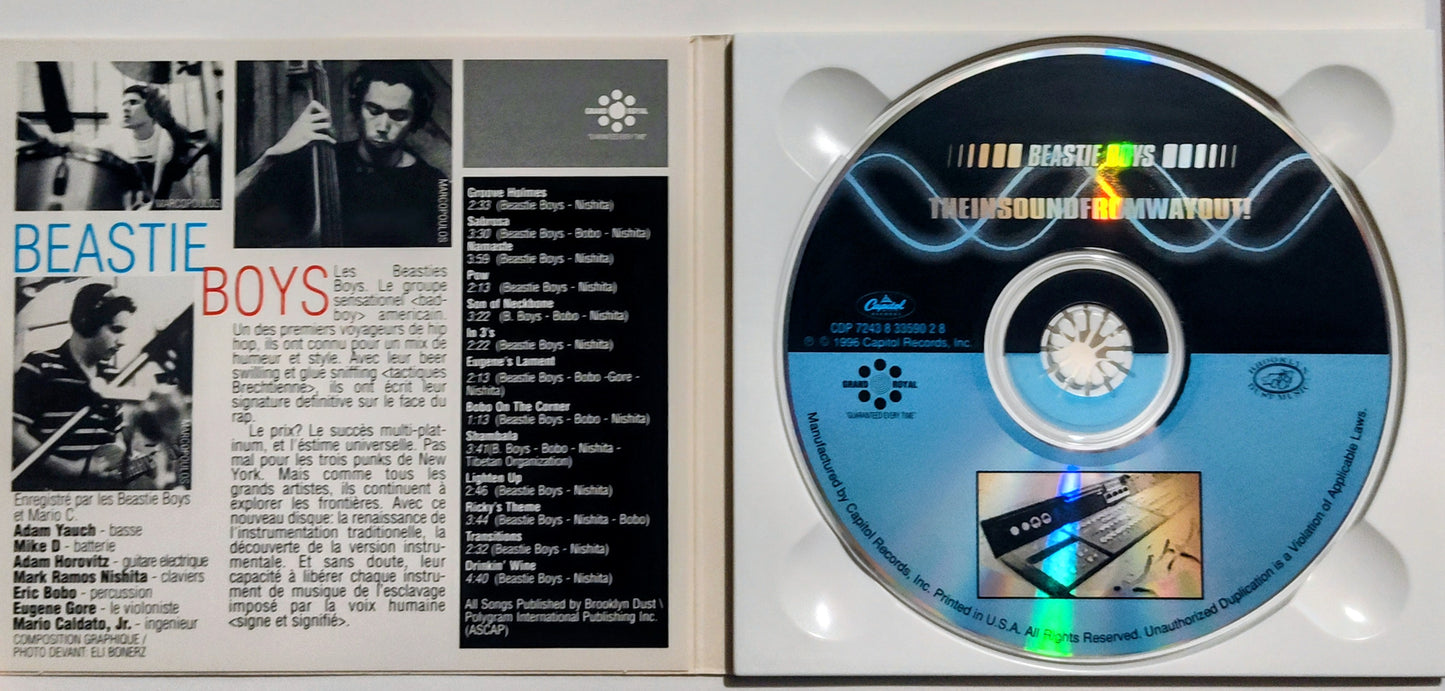 MARCOPOULOS
MARCOPOULOS
BEASTIE
BOYS
MARCOPOULOS
Enregistré par les Beastie Boys
et Mario C.
Adam Yauch - basse
Mike D - batterie
Adam Horovitz - guitare electrique
Mark Ramos Nishita - claviers
Eric Bobo - percussion
Eugene Gore - le violoniste
Mario Caldato, Jr. - ingenieur
COMPOSITION GRAPHIQUE /
PHOTO DEVANT: ELI BONERZ
Les Beasties
Boys. Le groupe
sensationel <bad-
boy> americain.
Un des premiers voyageurs de hip
hop, ils ont connu pour un mix de
humeur et style. Avec leur beer
swilling et glue sniffing <tactiques
Brechtienne>, ils ont écrit leur
signature definitive sur le face du
rap.
Le prix? Le succès multi-plat-
inum, et l'éstime universelle. Pas
mal pour les trois punks de New
York. Mais comme tous les
grands artistes, ils continuent à
explorer les frontières. Avec ce
nouveau disque: la renaissance de
l'instrumentation traditionelle, la
découverte de la version instru-
mentale. Et sans doute, leur
capacité à libérer chaque instru-
ment de musique de l'esclavage
imposé par la voix humaine
<signe et signifié>.
GRAND ROYAL
"GUARANTEED EVERY TIME"
Groove Holmes
2:33 (Beastie Boys - Nishita)
Sabrosa
3:30 (Beastie Boys - Bobo - Nishita)
Namaste
3:59 (Beastie Boys - Nishita)
Pow
2:13 (Beastie Boys - Nishita)
Son of Neckbone
3:22 (B. Boys - Bobo - Nishita)
In 3's
2:22 (Beastie Boys - Nishita)
Eugene's Lament
2:13 (Beastie Boys - Bobo -Gore -
Nishita)
Bobo On The Corner
1:13 (Beastie Boys - Bobo - Nishita)
Shambala
3:41(B. Boys - Bobo - Nishita -
Tibetan Organization)
Lighten Up
2:46 (Beastie Boys - Nishita)
Ricky's Theme
3:44 (Beastie Boys - Nishita - Bobo)
Transitions
2:32 (Beastie Boys - Nishita)
Drinkin' Wine
4:40 (Beastie Boys - Nishita)
All Songs Published by Brooklyn Dust \
Polygram International Publishing Inc.
(ASCAP)
BEASTIE BOYS
THEINSOUNDFROMWAYOUT!
Capitol
RECORDS
CDP 7243 8 33590 2 8
℗ © 1996 Capitol Records, Inc.
GRAND ROYAL
"GUARANTEED EVERY TIME"
BROOKLYN
DUST MUSIC
Manufactured by Capitol Records, Inc. Printed in U.S.A. All Rights Reserved. Unauthorized Duplication is a Violation of Applicable Laws.